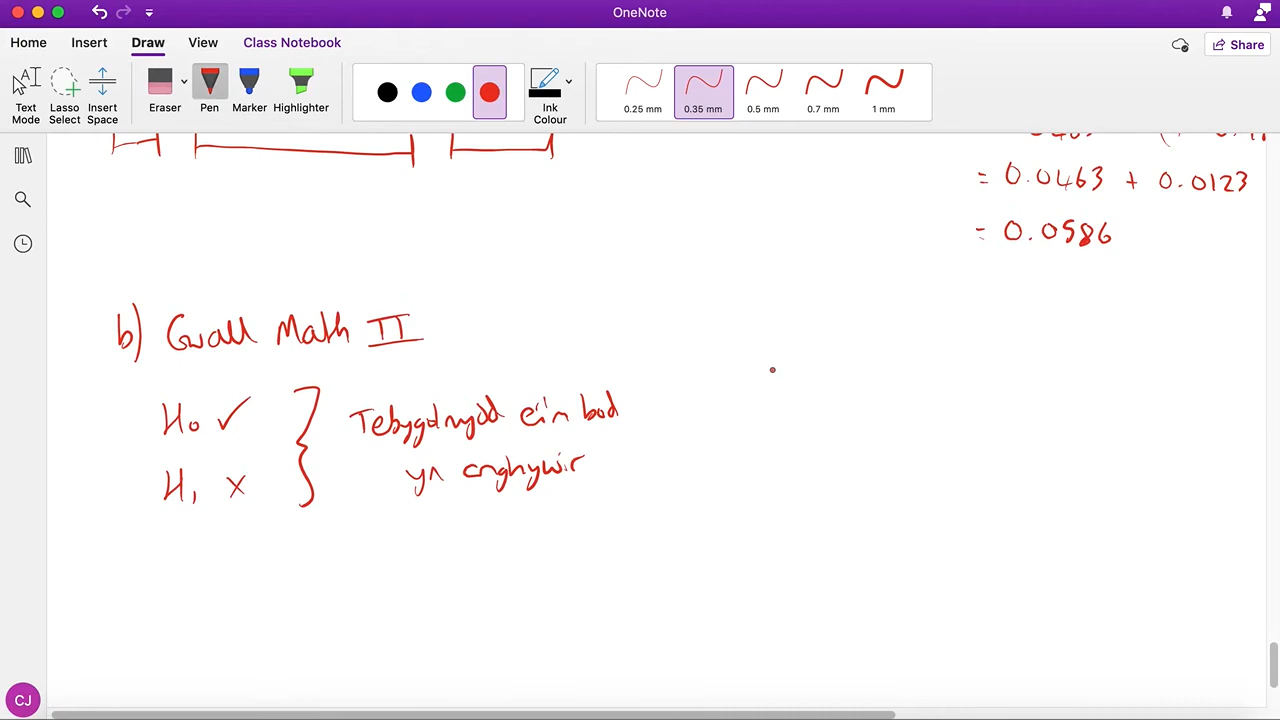 OneNote
Home Insert Draw View Class Notebook Share
Text Mode
Lasso Select
Insert Space
Eraser
Pen
Marker
Highlighter
Ink Colour
0.25 mm
0.35 mm
0.5 mm
0.7 mm
1 mm
= 0.0463 + 0.0123
= 0.0586
b) Gwall Math II
H₀ ✓
H₁ ×
Tebygolrwydd ein bod
yn anghywir
CJ